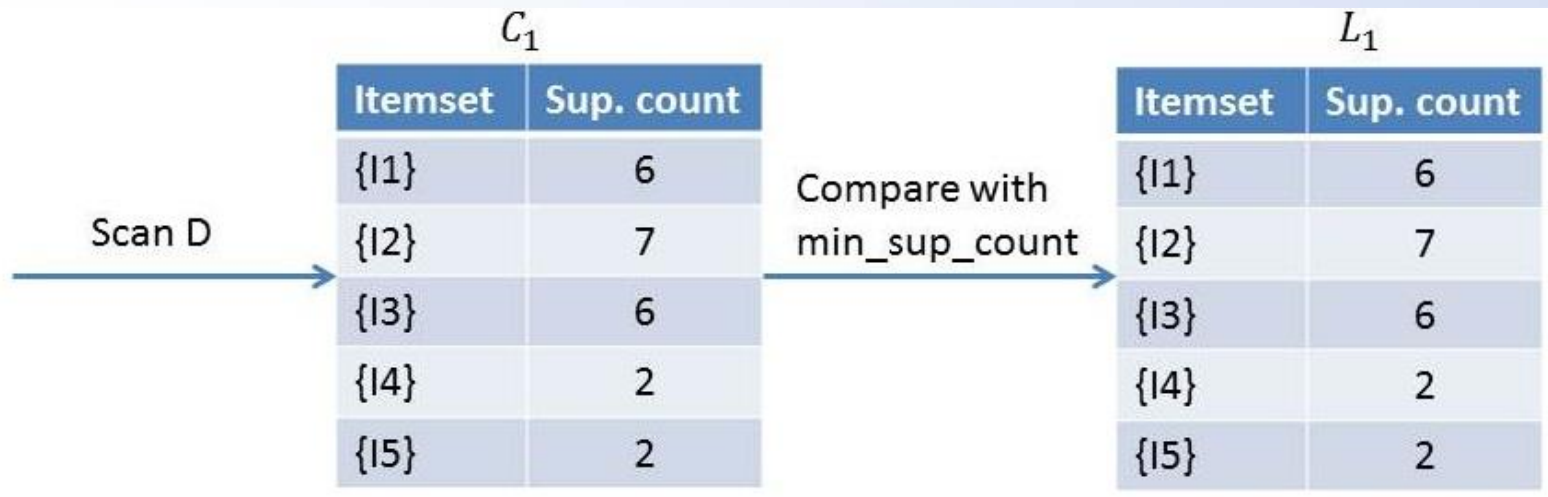 C₁
L₁
Itemset Sup. count
Itemset Sup. count
{I1} 6
{I1} 6
Scan D
Compare with
min_sup_count
{I2} 7
{I2} 7
{I3} 6
{I3} 6
{I4} 2
{I4} 2
{I5} 2
{I5} 2